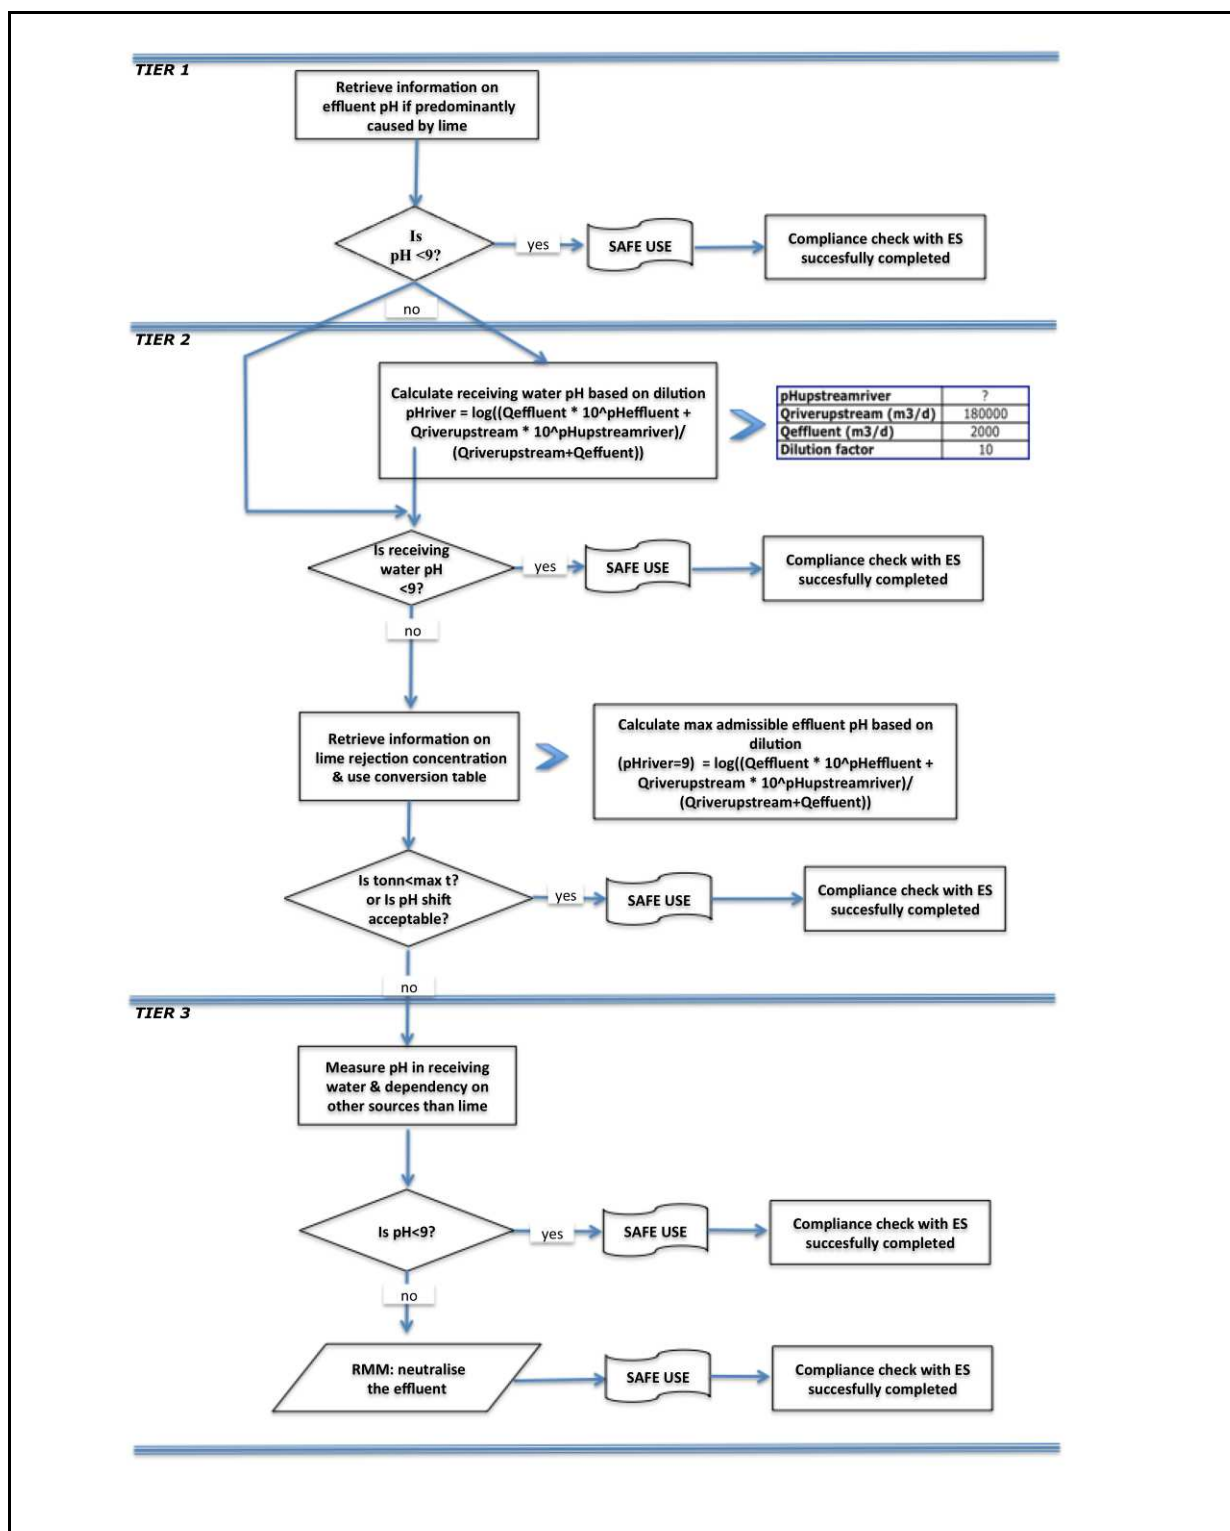 TIER 1
Retrieve information on
effluent pH if predominantly
caused by lime
Is
pH <9?
yes
SAFE USE
Compliance check with ES
succesfully completed
no
TIER 2
Calculate receiving water pH based on dilution
pHriver = log((Qeffluent * 10^pHeffluent +
Qriverupstream * 10^pHupstreamriver)/
(Qriverupstream+Qeffuent))
pHupstreamriver ?
Qriverupstream (m3/d) 180000
Qeffluent (m3/d) 2000
Dilution factor 10
Is receiving
water pH
<9?
yes
SAFE USE
Compliance check with ES
succesfully completed
no
Retrieve information on
lime rejection concentration
& use conversion table
Calculate max admissible effluent pH based on
dilution
(pHriver=9) = log((Qeffluent * 10^pHeffluent +
Qriverupstream * 10^pHupstreamriver)/
(Qriverupstream+Qeffuent))
Is tonn<max t?
or Is pH shift
acceptable?
yes
SAFE USE
Compliance check with ES
succesfully completed
no
TIER 3
Measure pH in receiving
water & dependency on
other sources than lime
Is pH<9?
yes
SAFE USE
Compliance check with ES
succesfully completed
no
RMM: neutralise
the effluent
SAFE USE
Compliance check with ES
succesfully completed